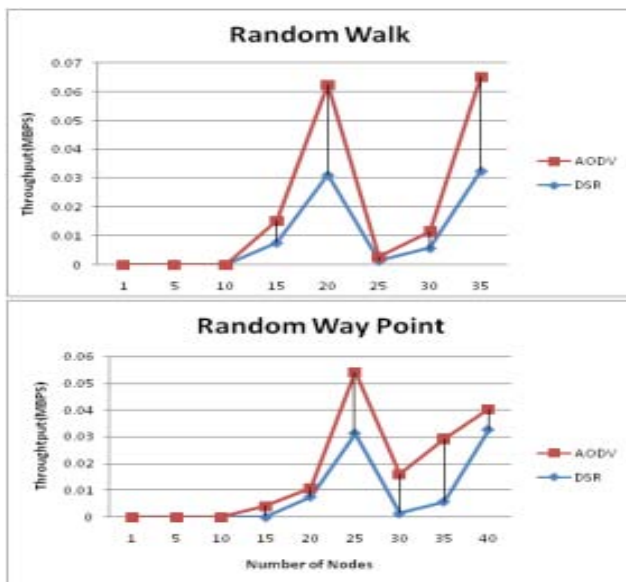 Random Walk
Throughput(MBPS)
0.07
0.06
0.05
0.04
0.03
0.02
0.01
0
1 5 10 15 20 25 30 35
AODV
DSR
Random Way Point
Throughtput(MBPS)
0.06
0.05
0.04
0.03
0.02
0.01
0
1 5 10 15 20 25 30 35 40
Number of Nodes
AODV
DSR